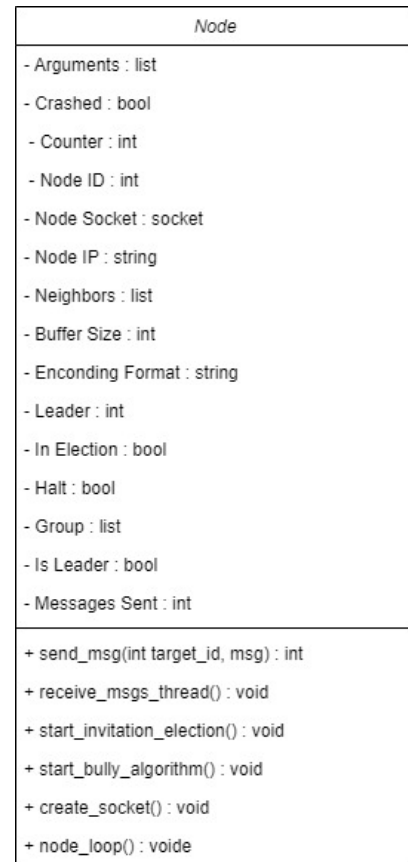 Node
- Arguments : list
- Crashed : bool
- Counter : int
- Node ID : int
- Node Socket : socket
- Node IP : string
- Neighbors : list
- Buffer Size : int
- Enconding Format : string
- Leader : int
- In Election : bool
- Halt : bool
- Group : list
- Is Leader : bool
- Messages Sent : int
+ send_msg(int target_id, msg) : int
+ receive_msgs_thread() : void
+ start_invitation_election() : void
+ start_bully_algorithm() : void
+ create_socket() : void
+ node_loop() : voide